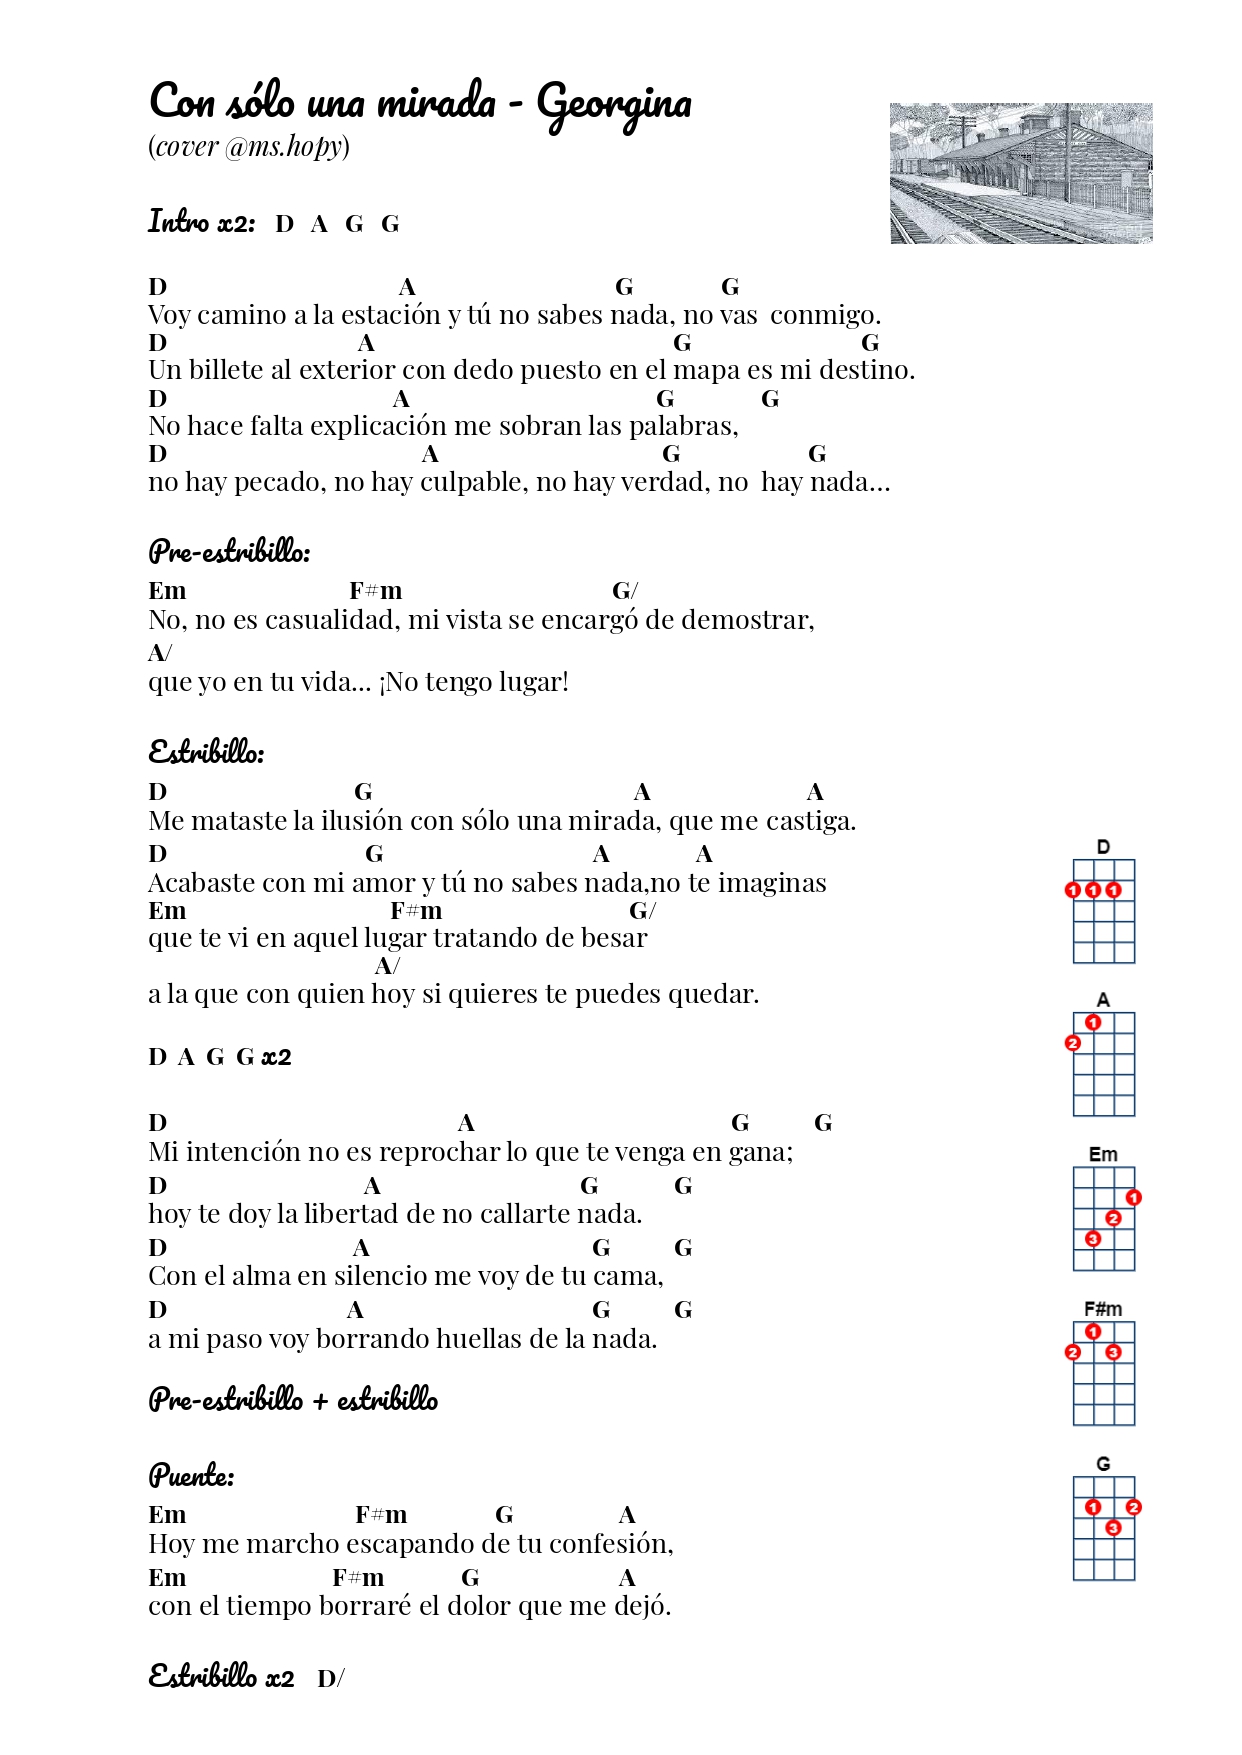 Con sólo una mirada - Georgina
(cover @ms.hopy)
Intro x2: D A G G
D A G G
Voy camino a la estación y tú no sabes nada, no vas conmigo.
D A G G
Un billete al exterior con dedo puesto en el mapa es mi destino.
D A G G
No hace falta explicación me sobran las palabras,
D A G G
no hay pecado, no hay culpable, no hay verdad, no hay nada...
Pre-estribillo:
Em F#m G/
No, no es casualidad, mi vista se encargó de demostrar,
A/
que yo en tu vida... ¡No tengo lugar!
Estribillo:
D G A A
Me mataste la ilusión con sólo una mirada, que me castiga.
D G A A
Acabaste con mi amor y tú no sabes nada,no te imaginas
Em F#m G/
que te vi en aquel lugar tratando de besar
A/
a la que con quien hoy si quieres te puedes quedar.
D A G G x2
D A G G
Mi intención no es reprochar lo que te venga en gana;
D A G G
hoy te doy la libertad de no callarte nada.
D A G G
Con el alma en silencio me voy de tu cama,
D A G G
a mi paso voy borrando huellas de la nada.
Pre-estribillo + estribillo
Puente:
Em F#m G A
Hoy me marcho escapando de tu confesión,
Em F#m G A
con el tiempo borraré el dolor que me dejó.
Estribillo x2 D/
D
1 1 1
A
1
2
Em
1
2
3
F#m
1
2 3
G
1 2
3